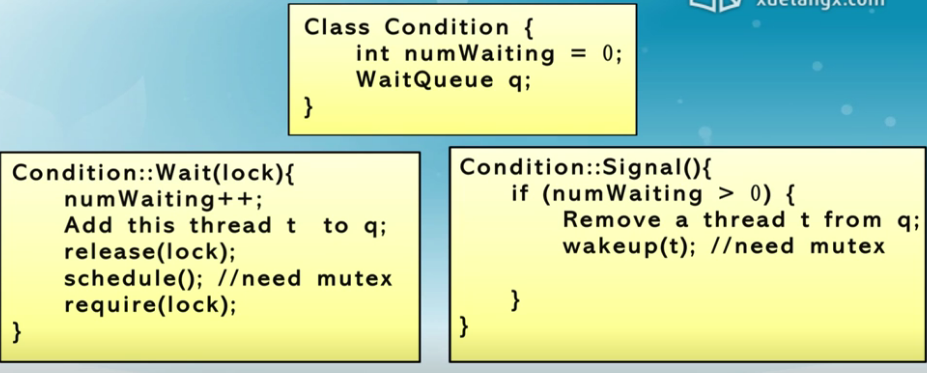 xuetangx.com
Class Condition {
    int numWaiting = 0;
    WaitQueue q;
}
Condition::Wait(lock){
    numWaiting++;
    Add this thread t  to q;
    release(lock);
    schedule(); //need mutex
    require(lock);
}
Condition::Signal(){
    if (numWaiting > 0) {
        Remove a thread t from q;
        wakeup(t); //need mutex
    }
}